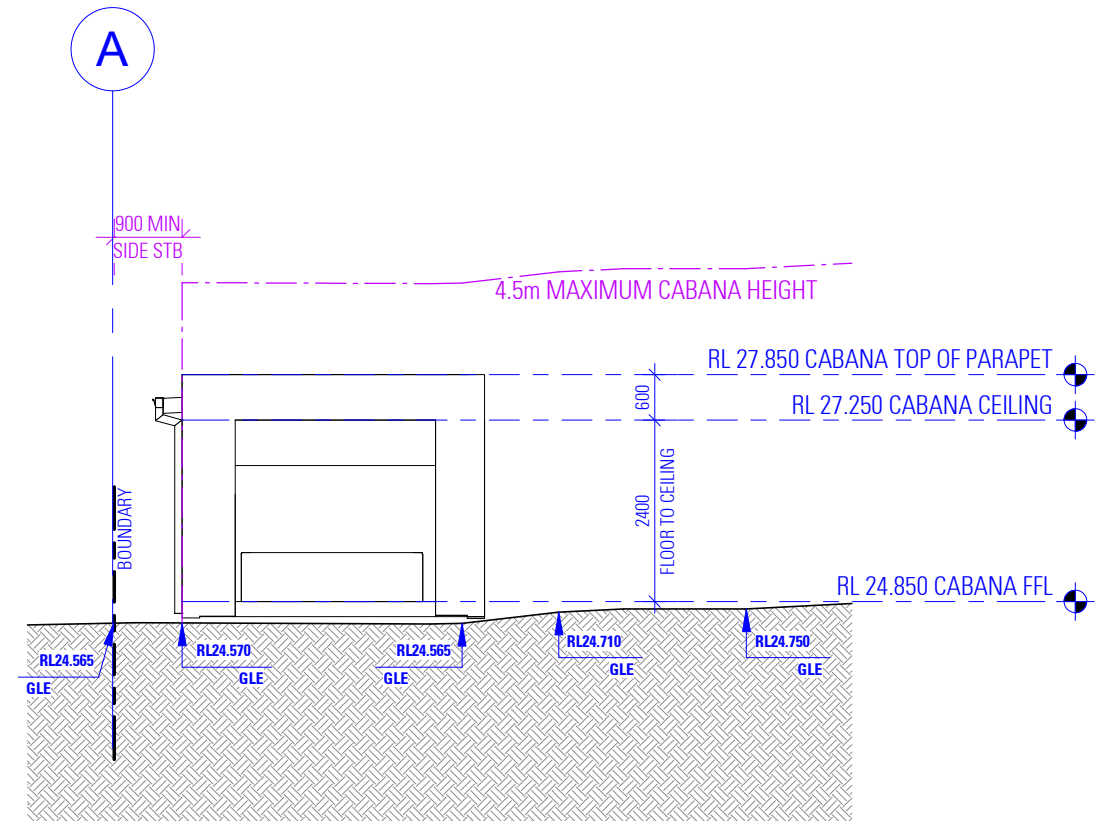 A
900 MIN
SIDE STB
4.5m MAXIMUM CABANA HEIGHT
RL 27.850 CABANA TOP OF PARAPET
600
RL 27.250 CABANA CEILING
2400
FLOOR TO CEILING
BOUNDARY
RL 24.850 CABANA FFL
RL24.565
GLE
RL24.570
GLE
RL24.565
GLE
RL24.710
GLE
RL24.750
GLE